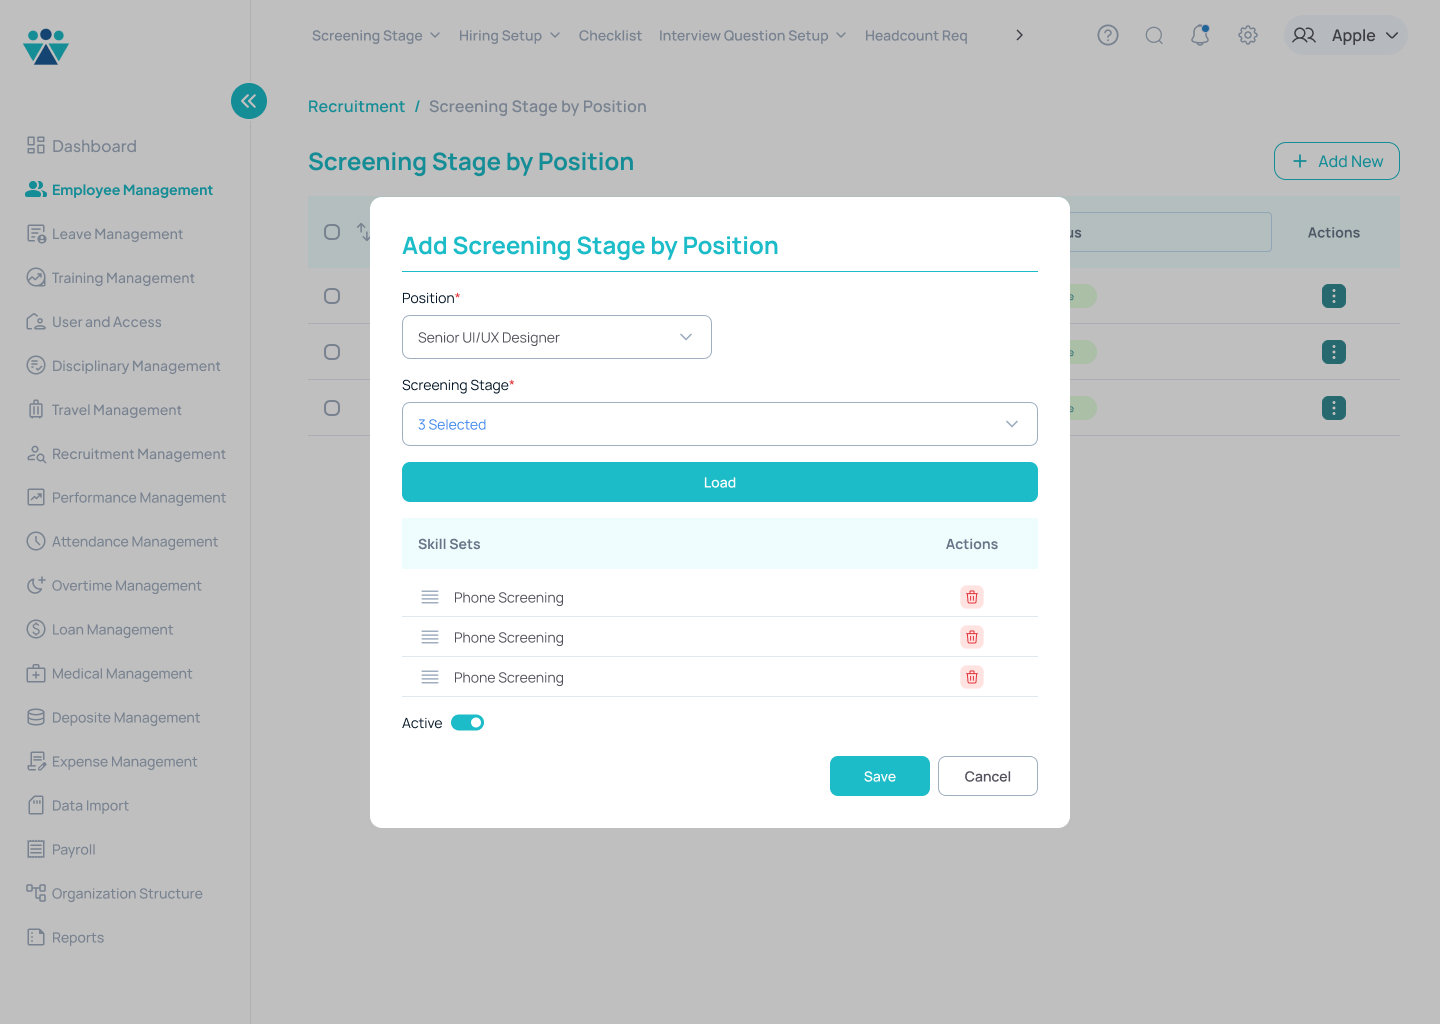 Screening Stage
Hiring Setup
Checklist
Interview Question Setup
Headcount Req
Apple
Recruitment / Screening Stage by Position
Screening Stage by Position
Add New
Dashboard
Employee Management
Leave Management
Training Management
User and Access
Disciplinary Management
Travel Management
Recruitment Management
Performance Management
Attendance Management
Overtime Management
Loan Management
Medical Management
Deposite Management
Expense Management
Data Import
Payroll
Organization Structure
Reports
Actions
Add Screening Stage by Position
Position*
Senior UI/UX Designer
Screening Stage*
3 Selected
Load
Skill Sets Actions
Phone Screening
Phone Screening
Phone Screening
Active
Save
Cancel